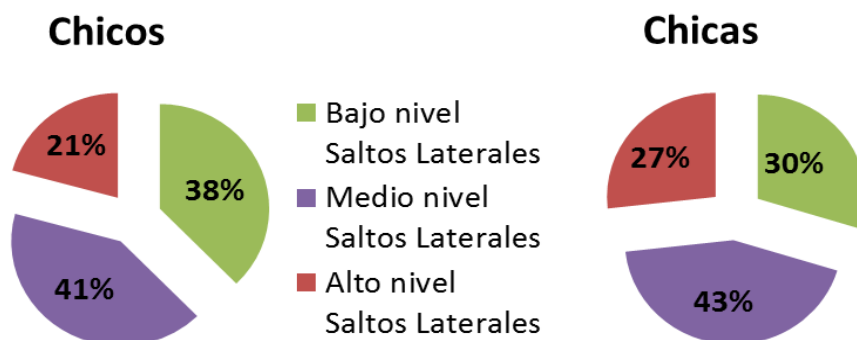 Chicos
21%
38%
41%
Bajo nivel
Saltos Laterales
Medio nivel
Saltos Laterales
Alto nivel
Saltos Laterales
Chicas
27%
30%
43%